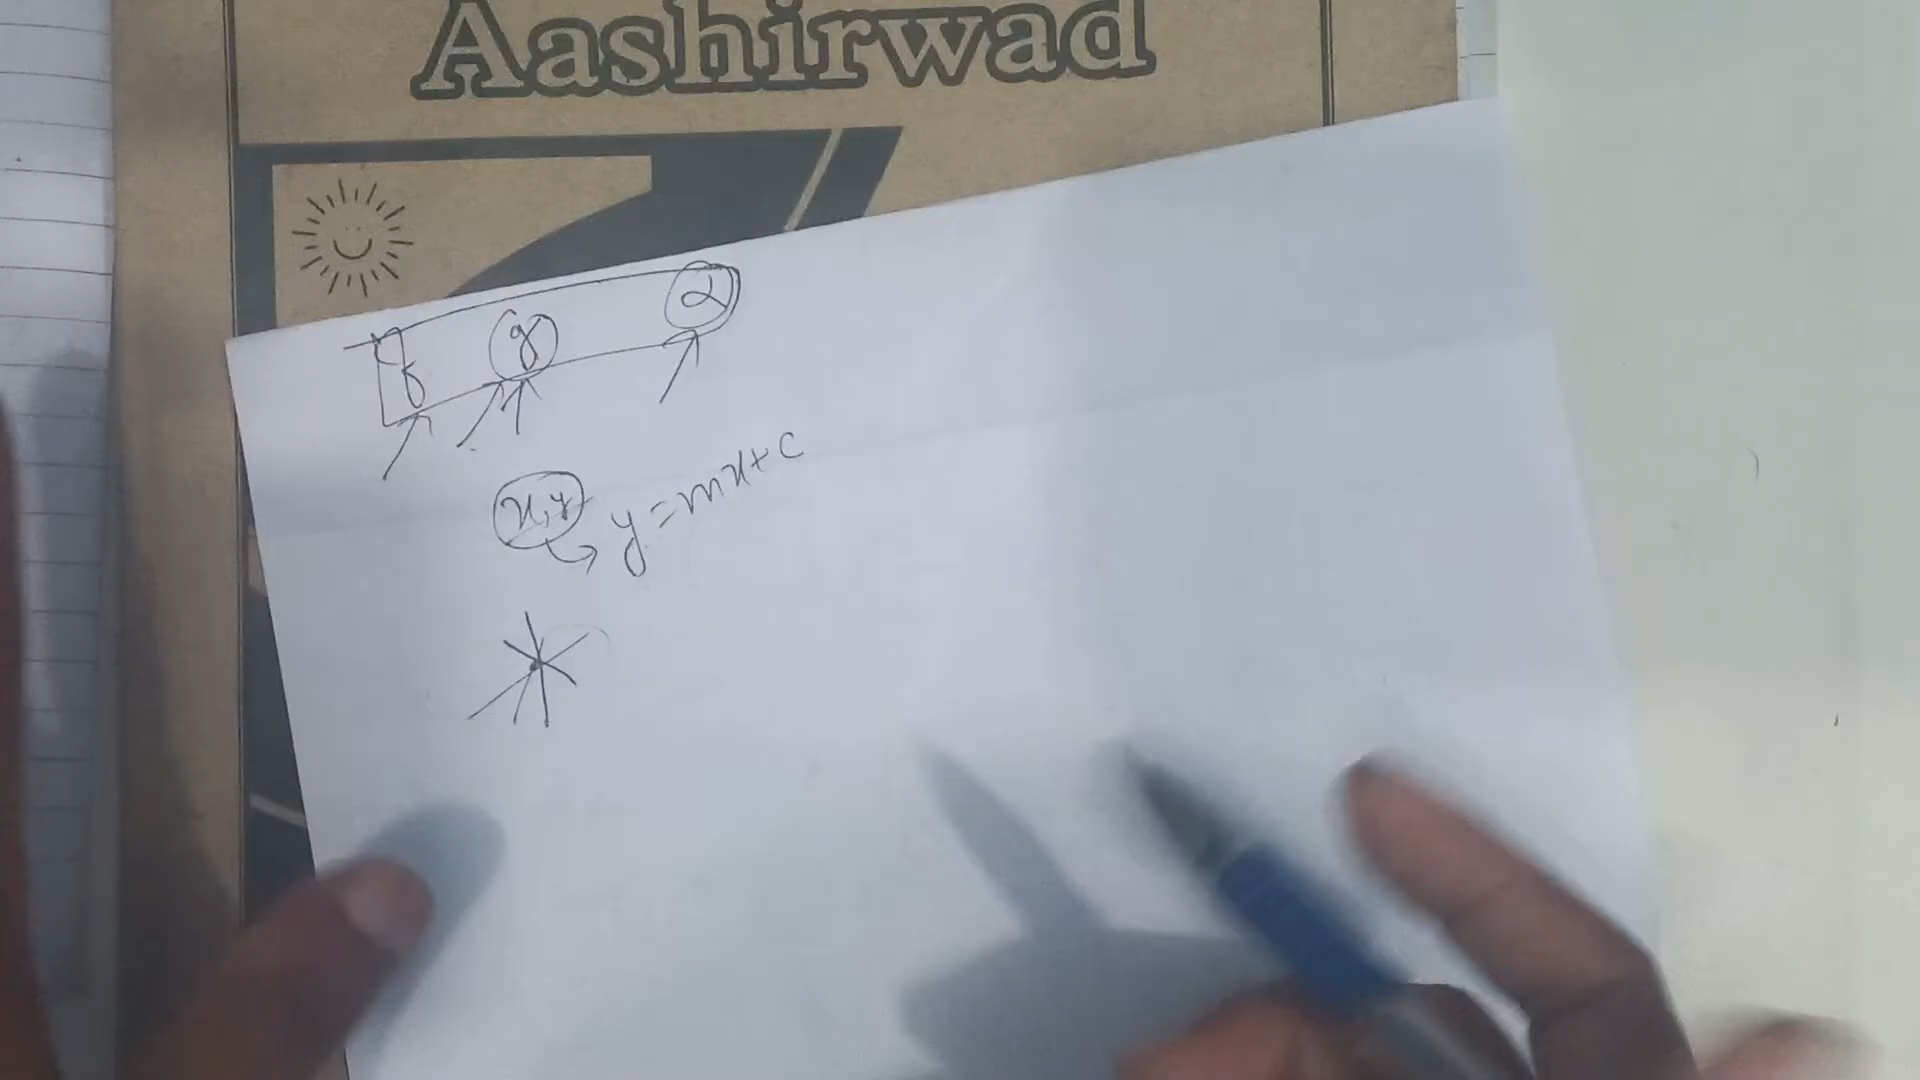 Aashirwad
f g α
x,y y=mx+c